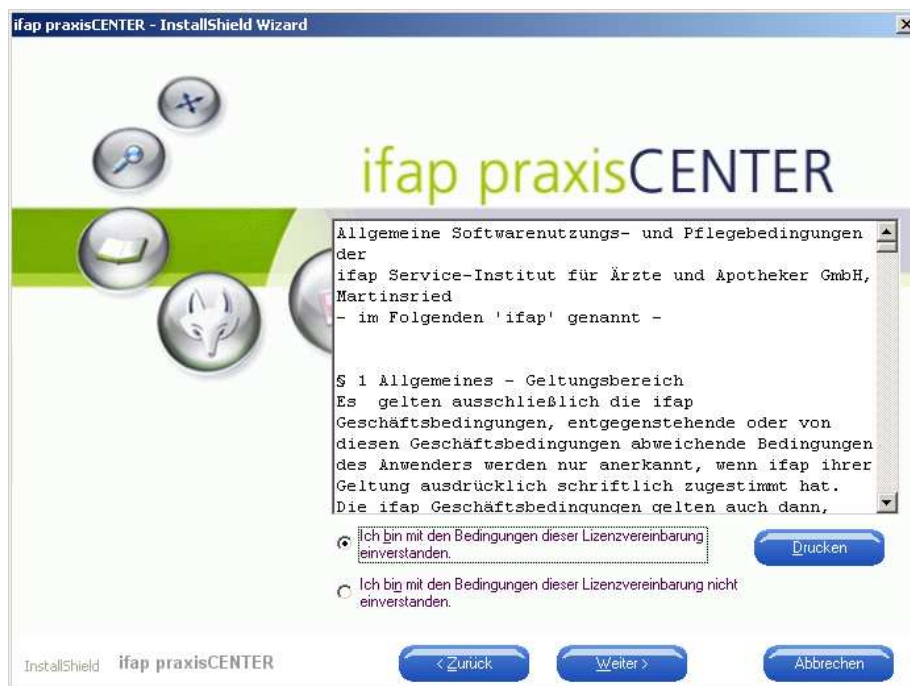 ifap praxisCENTER - InstallShield Wizard
ifap praxisCENTER
Allgemeine Softwarenutzungs- und Pflegebedingungen
der
ifap Service-Institut für Ärzte und Apotheker GmbH,
Martinsried
- im Folgenden 'ifap' genannt -
§ 1 Allgemeines - Geltungsbereich
Es  gelten ausschließlich die ifap
Geschäftsbedingungen, entgegenstehende oder von
diesen Geschäftsbedingungen abweichende Bedingungen
des Anwenders werden nur anerkannt, wenn ifap ihrer
Geltung ausdrücklich schriftlich zugestimmt hat.
Die ifap Geschäftsbedingungen gelten auch dann,
Ich bin mit den Bedingungen dieser Lizenzvereinbarung
einverstanden.
Drucken
Ich bin mit den Bedingungen dieser Lizenzvereinbarung nicht
einverstanden.
InstallShield
ifap praxisCENTER
< Zurück
Weiter >
Abbrechen